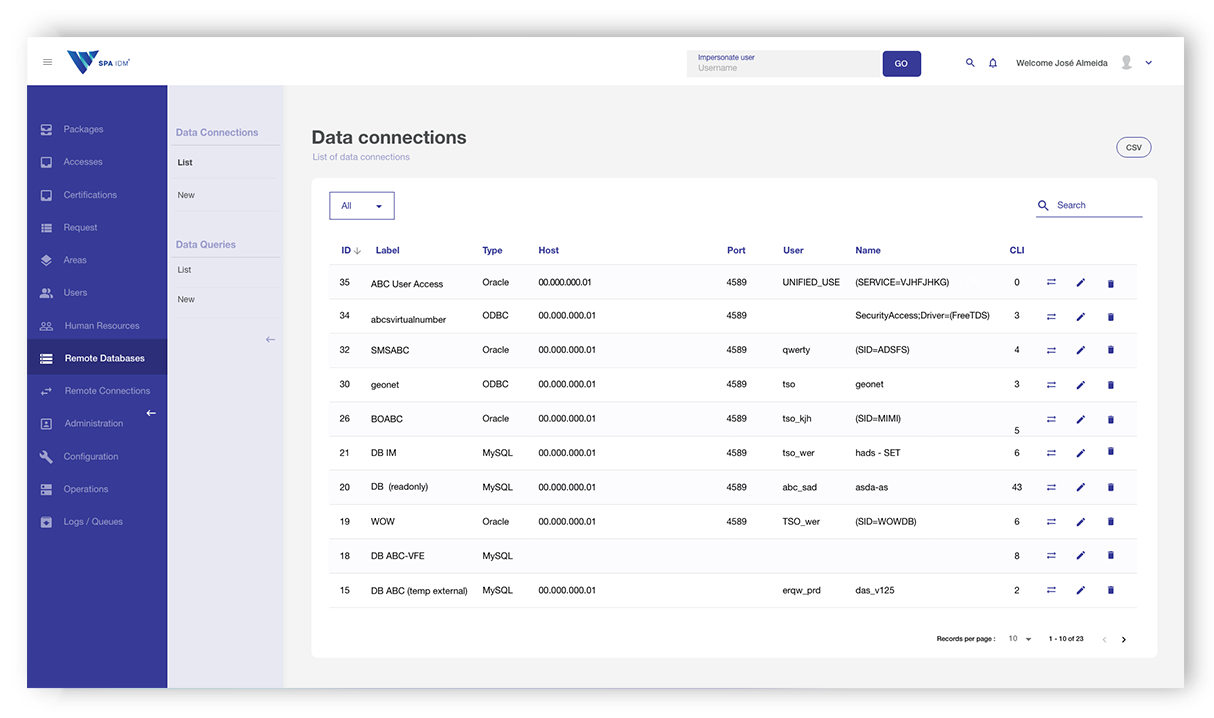 SPA IDM
Impersonate user
Username
GO
Welcome José Almeida
Packages
Accesses
Certifications
Request
Areas
Users
Human Resources
Remote Databases
Remote Connections
Administration
Configuration
Operations
Logs / Queues
Data Connections
List
New
Data Queries
List
New
Data connections
List of data connections
CSV
All
Search
ID Label Type Host Port User Name CLI
35 ABC User Access Oracle 00.000.000.01 4589 UNIFIED_USE (SERVICE=VJHFJHKG) 0
34 abcsvirtualnumber ODBC 00.000.000.01 4589 SecurityAccess;Driver=(FreeTDS) 3
32 SMSABC Oracle 00.000.000.01 4589 qwerty (SID=ADSFS) 4
30 geonet ODBC 00.000.000.01 4589 tso geonet 3
26 BOABC Oracle 00.000.000.01 4589 tso_kjh (SID=MIMI) 5
21 DB IM MySQL 00.000.000.01 4589 tso_wer hads - SET 6
20 DB (readonly) MySQL 00.000.000.01 4589 abc_sad asda-as 43
19 WOW Oracle 00.000.000.01 4589 TSO_wer (SID=WOWDB) 6
18 DB ABC-VFE MySQL 8
15 DB ABC (temp external) MySQL 00.000.000.01 erqw_prd das_v125 2
Records per page : 10 1 - 10 of 23